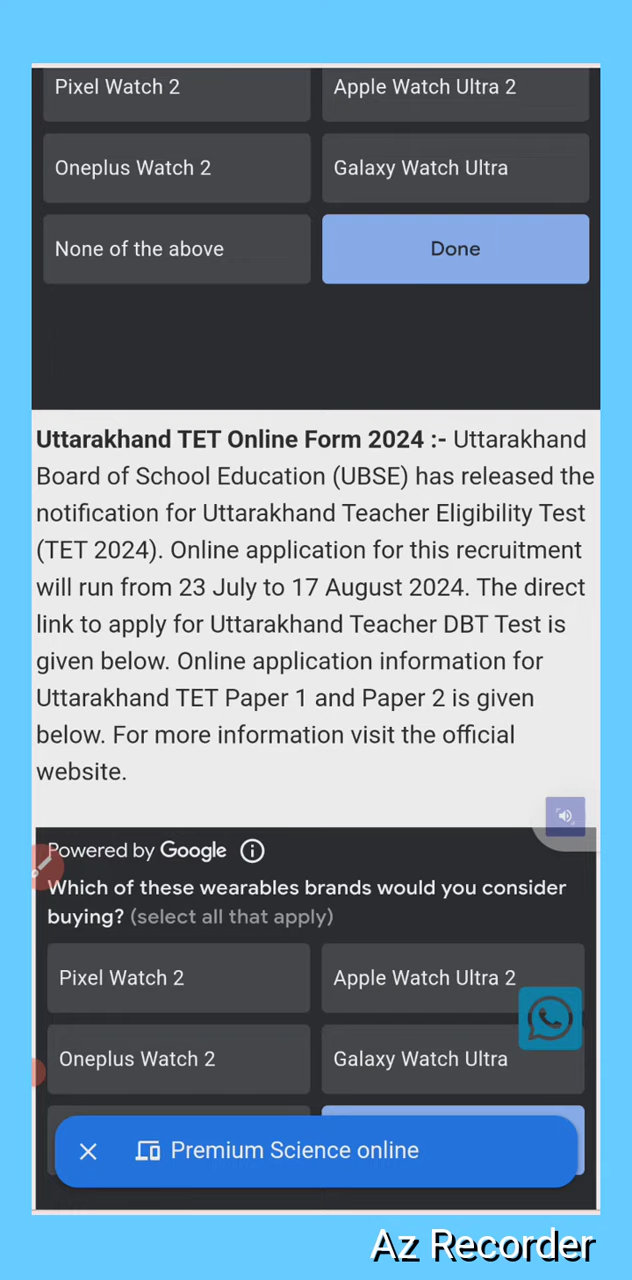 Pixel Watch 2
Apple Watch Ultra 2
Oneplus Watch 2
Galaxy Watch Ultra
None of the above
Done
Uttarakhand TET Online Form 2024 :- Uttarakhand
Board of School Education (UBSE) has released the
notification for Uttarakhand Teacher Eligibility Test
(TET 2024). Online application for this recruitment
will run from 23 July to 17 August 2024. The direct
link to apply for Uttarakhand Teacher DBT Test is
given below. Online application information for
Uttarakhand TET Paper 1 and Paper 2 is given
below. For more information visit the official
website.
Powered by Google
Which of these wearables brands would you consider
buying? (select all that apply)
Pixel Watch 2
Apple Watch Ultra 2
Oneplus Watch 2
Galaxy Watch Ultra
Premium Science online
Az Recorder